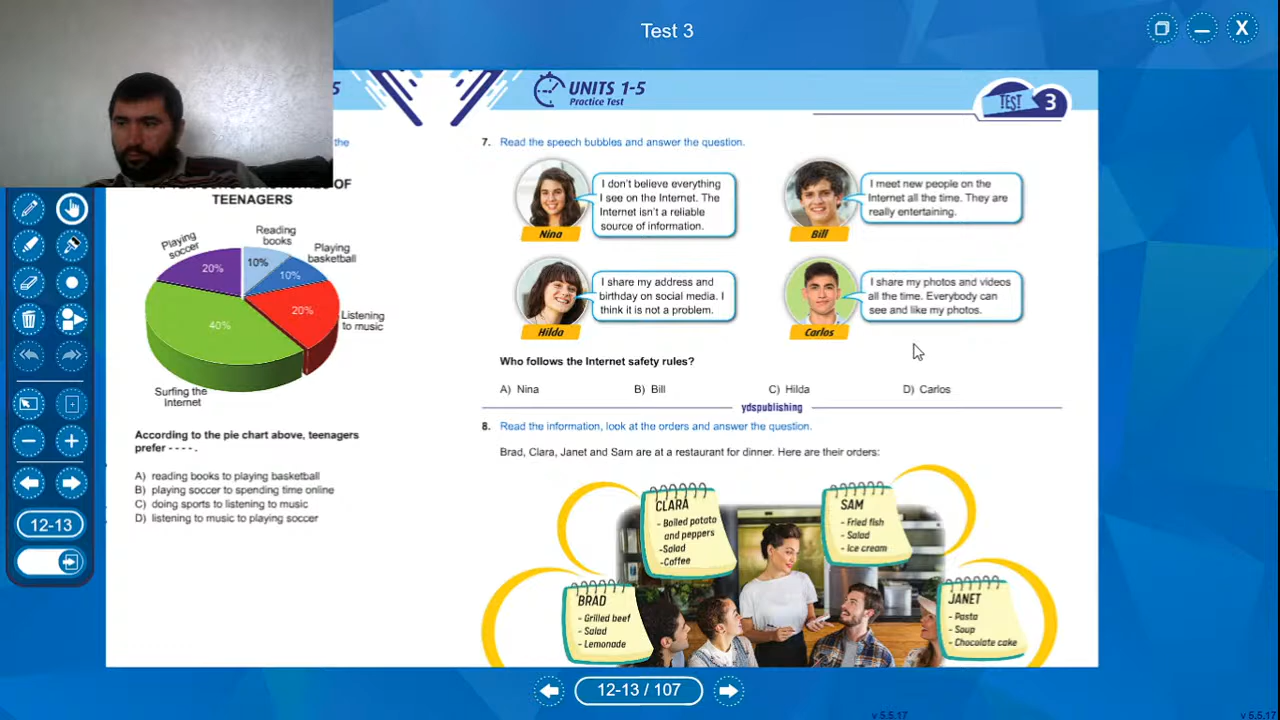 Test 3
X
5
UNITS 1-5
Practice Test
TEST 3
the
OF
TEENAGERS
Playing
soccer
Reading
books
Playing
basketball
Listening
to music
Surfing the
Internet
20%
10%
10%
20%
40%
According to the pie chart above, teenagers
prefer - - - - .
A) reading books to playing basketball
B) playing soccer to spending time online
C) doing sports to listening to music
D) listening to music to playing soccer
7. Read the speech bubbles and answer the question.
I don't believe everything
I see on the Internet. The
Internet isn't a reliable
source of information.
Nina
I meet new people on the
Internet all the time. They are
really entertaining.
Bill
I share my address and
birthday on social media. I
think it is not a problem.
Hilda
I share my photos and videos
all the time. Everybody can
see and like my photos.
Carlos
Who follows the Internet safety rules?
A) Nina B) Bill C) Hilda D) Carlos
ydspublishing
8. Read the information, look at the orders and answer the question.
Brad, Clara, Janet and Sam are at a restaurant for dinner. Here are their orders:
CLARA
- Boiled potato
and peppers
-Salad
-Coffee
SAM
- Fried fish
- Salad
- Ice cream
BRAD
- Grilled beef
- Salad
- Lemonade
JANET
- Pasta
- Soup
- Chocolate cake
12-13
12-13 / 107
v 5.5.17
v 5.5.17